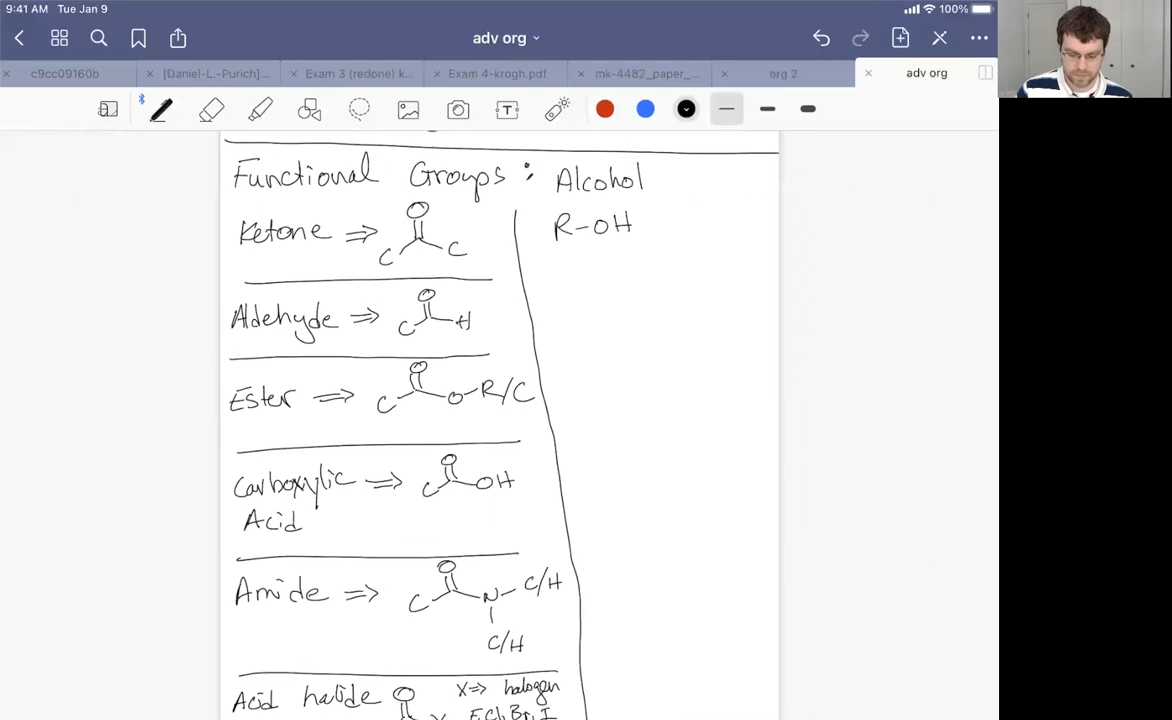 9:41 AM Tue Jan 9
100%
adv org
c9cc09160b
[Daniel-L.-Purich]...
Exam 3 (redone) k...
Exam 4-krogh.pdf
mk-4482_paper_...
org 2
adv org
Functional Groups : Alcohol
R-OH
Ketone ⇒
O
C C
Aldehyde ⇒
O
C H
Ester ⇒
O
C O-R/C
Carboxylic Acid ⇒
O
C OH
Amide ⇒
O
C N-C/H
C/H
Acid halide
O
X⇒ halogen
F, Cl, Br, I